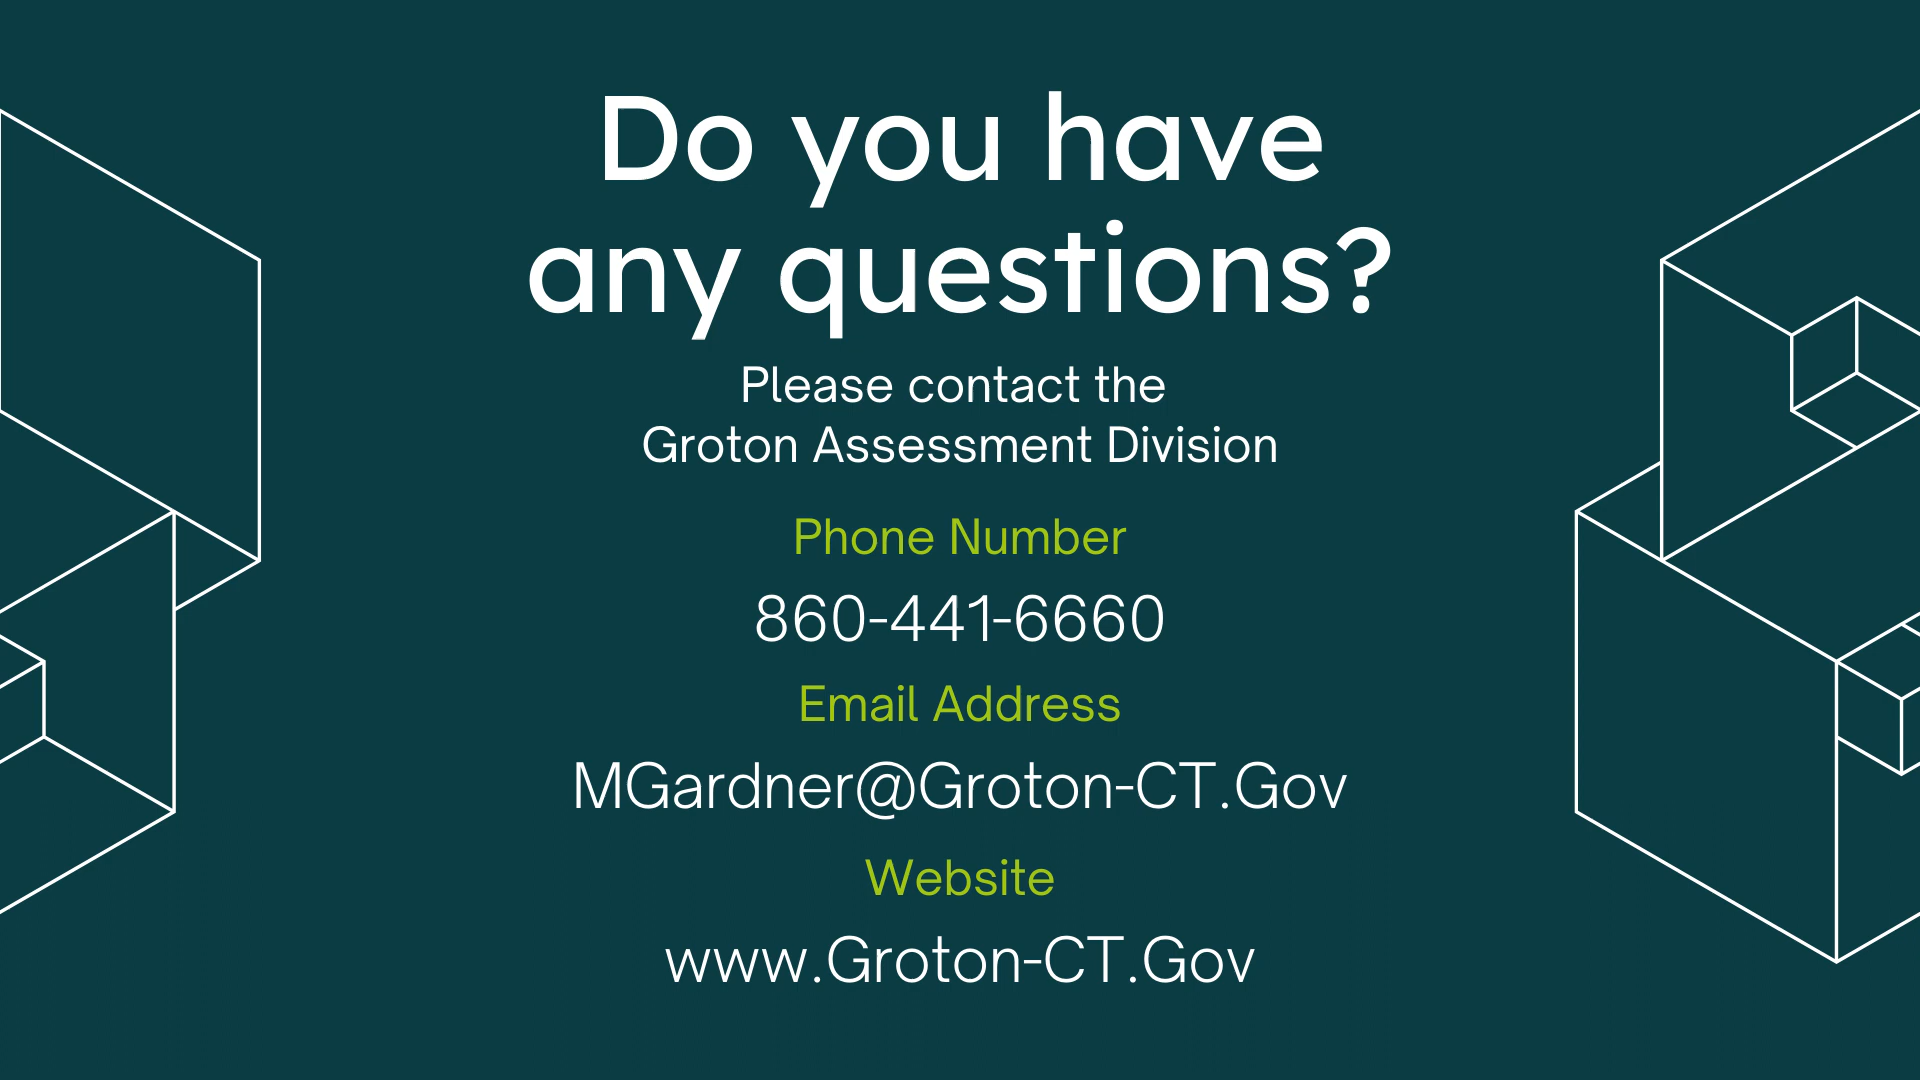 Do you have
any questions?
Please contact the
Groton Assessment Division
Phone Number
860-441-6660
Email Address
MGardner@Groton-CT.Gov
Website
www.Groton-CT.Gov